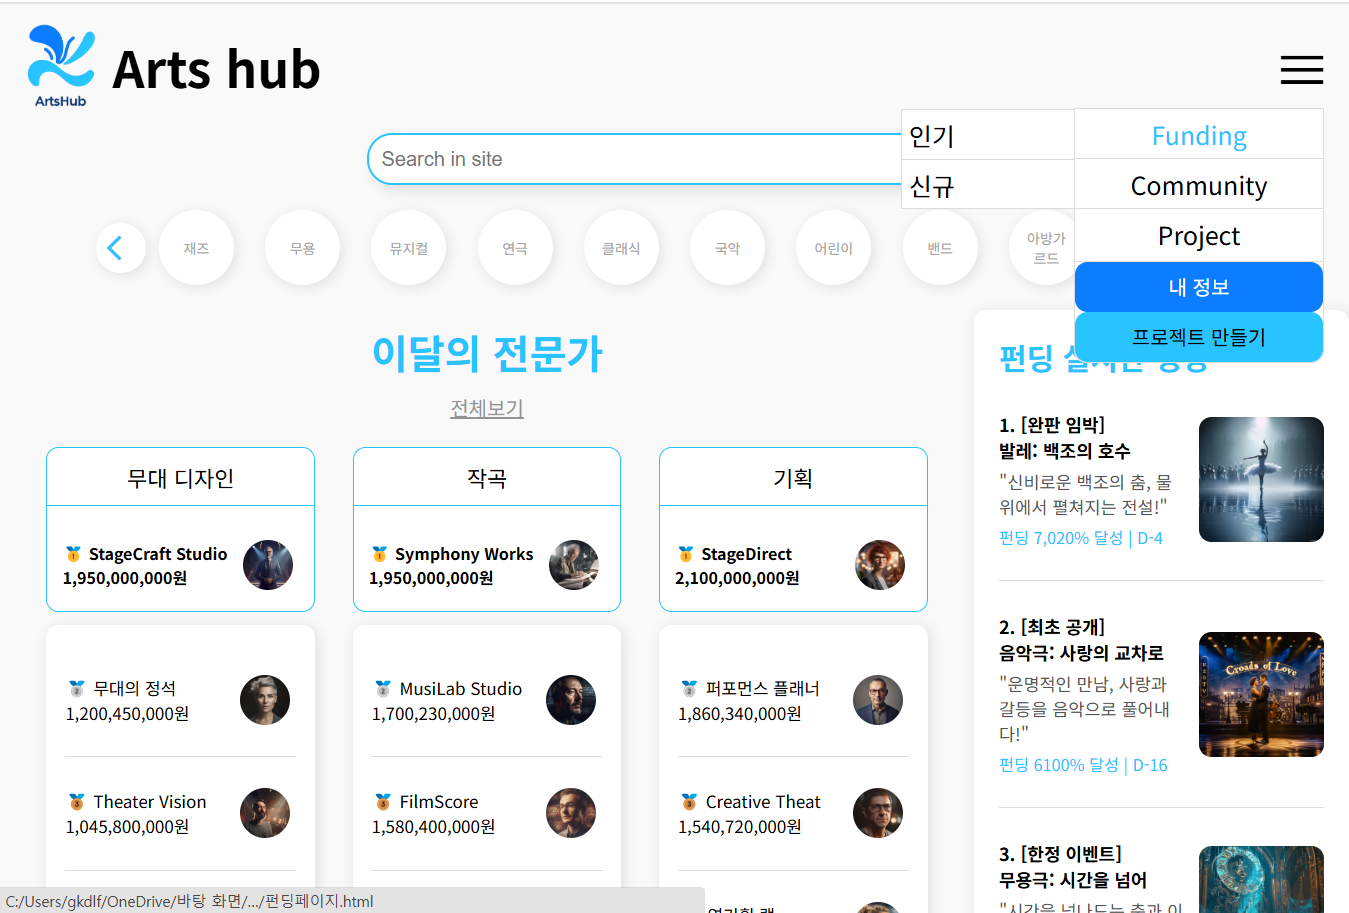 ArtsHub
Arts hub
Search in site
인기
신규
Funding
Community
Project
내 정보
프로젝트 만들기
재즈
무용
뮤지컬
연극
클래식
국악
어린이
밴드
아방가
르드
이달의 전문가
전체보기
무대 디자인
StageCraft Studio
1,950,000,000원
무대의 정석
1,200,450,000원
Theater Vision
1,045,800,000원
작곡
Symphony Works
1,950,000,000원
MusiLab Studio
1,700,230,000원
FilmScore
1,580,400,000원
기획
StageDirect
2,100,000,000원
퍼포먼스 플래너
1,860,340,000원
Creative Theat
1,540,720,000원
펀딩
1. [완판 임박]
발레: 백조의 호수
"신비로운 백조의 춤, 물
위에서 펼쳐지는 전설!"
펀딩 7,020% 달성 | D-4
2. [최초 공개]
음악극: 사랑의 교차로
"운명적인 만남, 사랑과
갈등을 음악으로 풀어내
다!"
펀딩 6100% 달성 | D-16
Croads of Love
3. [한정 이벤트]
무용극: 시간을 넘어
"시간을 넘나드는 춤과 이
C:/Users/gkdlf/OneDrive/바탕 화면/.../펀딩페이지.html